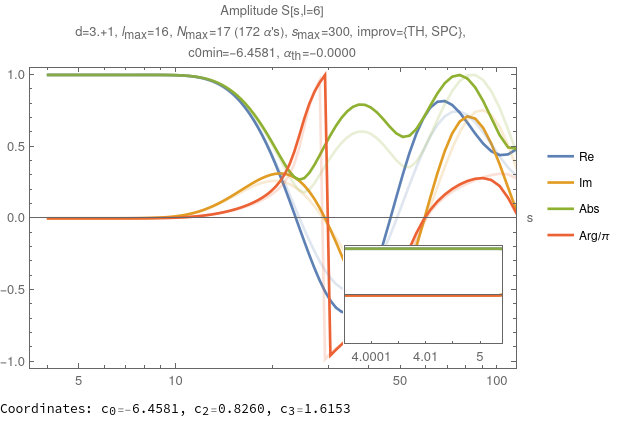 Amplitude S[s,l=6]
d=3.+1, lmax=16, Nmax=17 (172 α's), smax=300, improv={TH, SPC},
c0min=−6.4581, αth=−0.0000
1.0
0.5
0.0
−0.5
−1.0
5 10 50 100
s
Re
Im
Abs
Arg/π
4.0001 4.01 5
Coordinates: c0=−6.4581, c2=0.8260, c3=1.6153